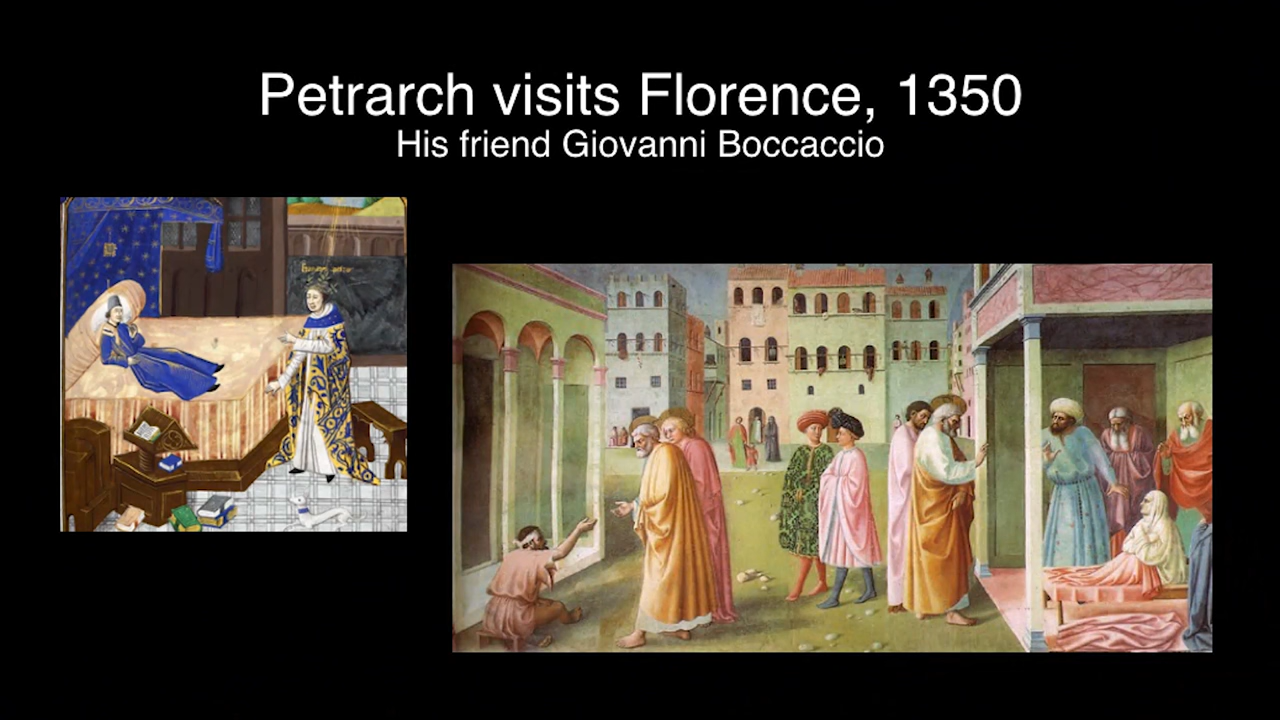 Petrarch visits Florence, 1350
His friend Giovanni Boccaccio